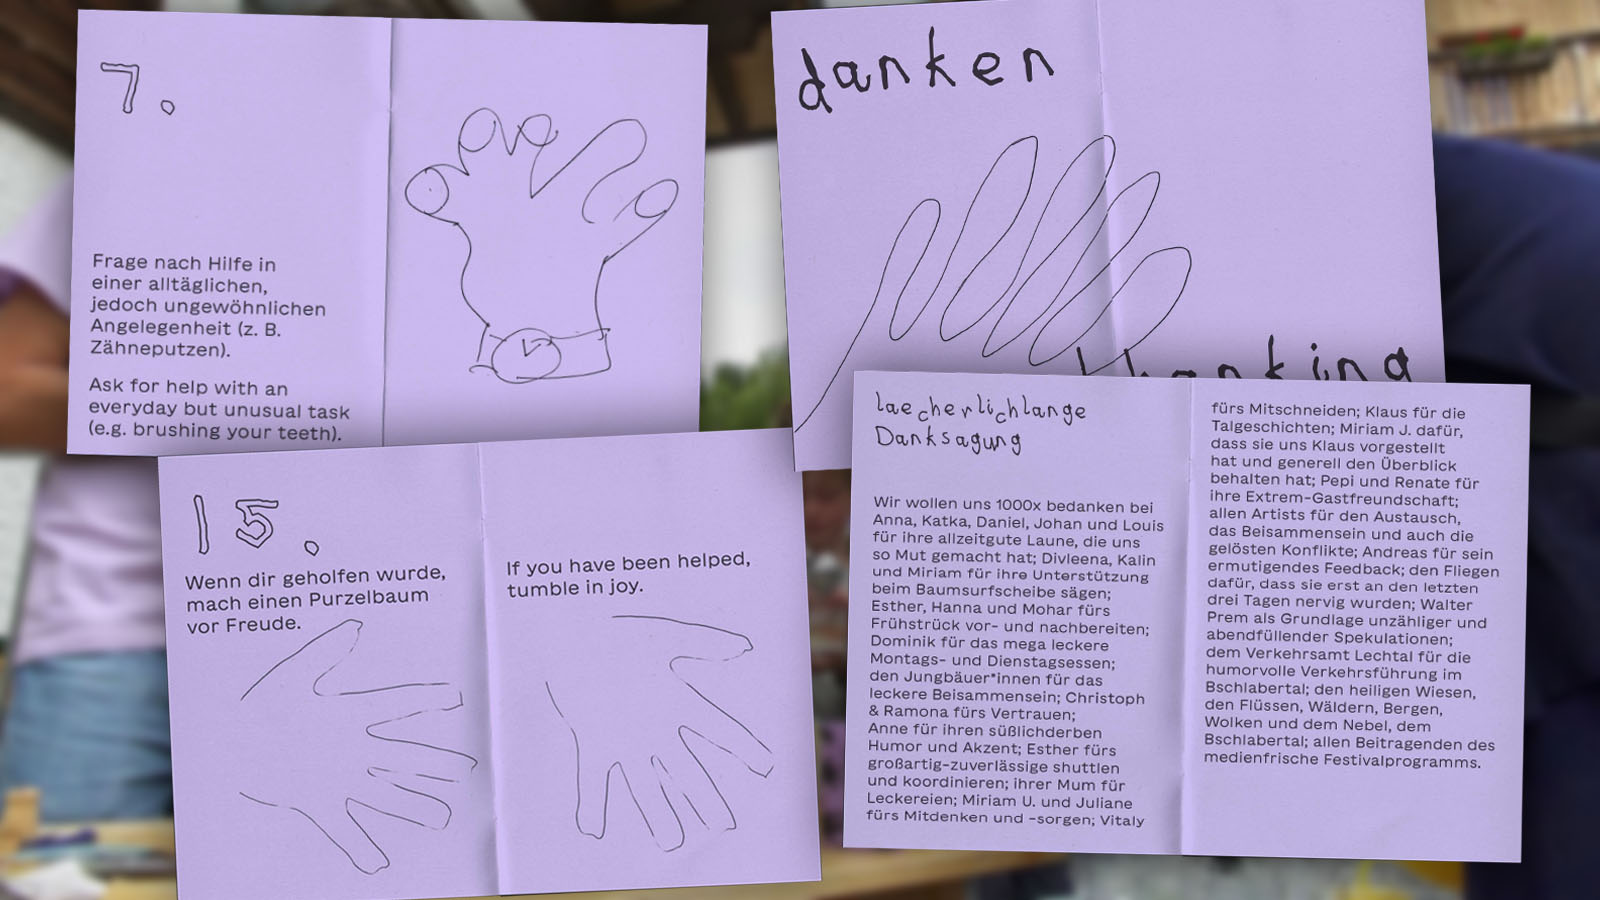 7.
Frage nach Hilfe in
einer alltäglichen,
jedoch ungewöhnlichen
Angelegenheit (z. B.
Zähneputzen).
Ask for help with an
everyday but unusual task
(e.g. brushing your teeth).
danken
thanking
15.
Wenn dir geholfen wurde,
mach einen Purzelbaum
vor Freude.
If you have been helped,
tumble in joy.
laecherlichlange
Danksagung
Wir wollen uns 1000x bedanken bei
Anna, Katka, Daniel, Johan und Louis
für ihre allzeitgute Laune, die uns
so Mut gemacht hat; Divleena, Kalin
und Miriam für ihre Unterstützung
beim Baumsurfscheibe sägen;
Esther, Hanna und Mohar fürs
Frühstrück vor- und nachbereiten;
Dominik für das mega leckere
Montags- und Dienstagsessen;
den Jungbäuer*innen für das
leckere Beisammensein; Christoph
& Ramona fürs Vertrauen;
Anne für ihren süßlichderben
Humor und Akzent; Esther fürs
großartig-zuverlässige shuttlen
und koordinieren; ihrer Mum für
Leckereien; Miriam U. und Juliane
fürs Mitdenken und -sorgen; Vitaly
fürs Mitschneiden; Klaus für die
Talgeschichten; Miriam J. dafür,
dass sie uns Klaus vorgestellt
hat und generell den Überblick
behalten hat; Pepi und Renate für
ihre Extrem-Gastfreundschaft;
allen Artists für den Austausch,
das Beisammensein und auch die
gelösten Konflikte; Andreas für sein
ermutigendes Feedback; den Fliegen
dafür, dass sie erst an den letzten
drei Tagen nervig wurden; Walter
Prem als Grundlage unzähliger und
abendfüllender Spekulationen;
dem Verkehrsamt Lechtal für die
humorvolle Verkehrsführung im
Bschlabertal; den heiligen Wiesen,
den Flüssen, Wäldern, Bergen,
Wolken und dem Nebel, dem
Bschlabertal; allen Beitragenden des
medienfrische Festivalprogramms.